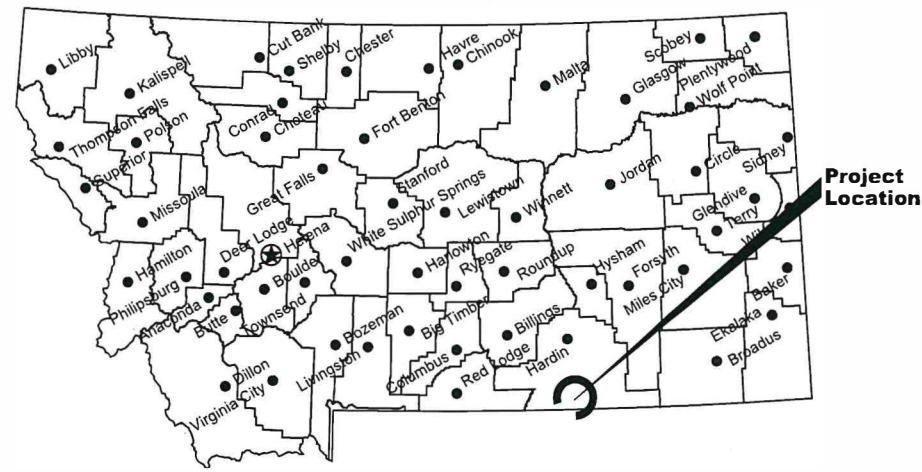 Libby
Cut Bank
Shelby
Chester
Havre
Chinook
Scobey
Plentywood
Kalispell
Malta
Glasgow
Wolf Point
Conrad
Choteau
Fort Benton
Thompson Falls
Polson
Superior
Great Falls
Stanford
Lewistown
Winnett
Jordan
Circle
Sidney
Glendive
Terry
Project
Location
Missoula
Deer Lodge
Helena
White Sulphur Springs
Hamilton
Philipsburg
Boulder
Harlowton
Ryegate
Roundup
Hysham
Forsyth
Miles City
Baker
Anaconda
Butte
Townsend
Bozeman
Big Timber
Billings
Ekalaka
Broadus
Livingston
Columbus
Red Lodge
Hardin
Dillon
Virginia City